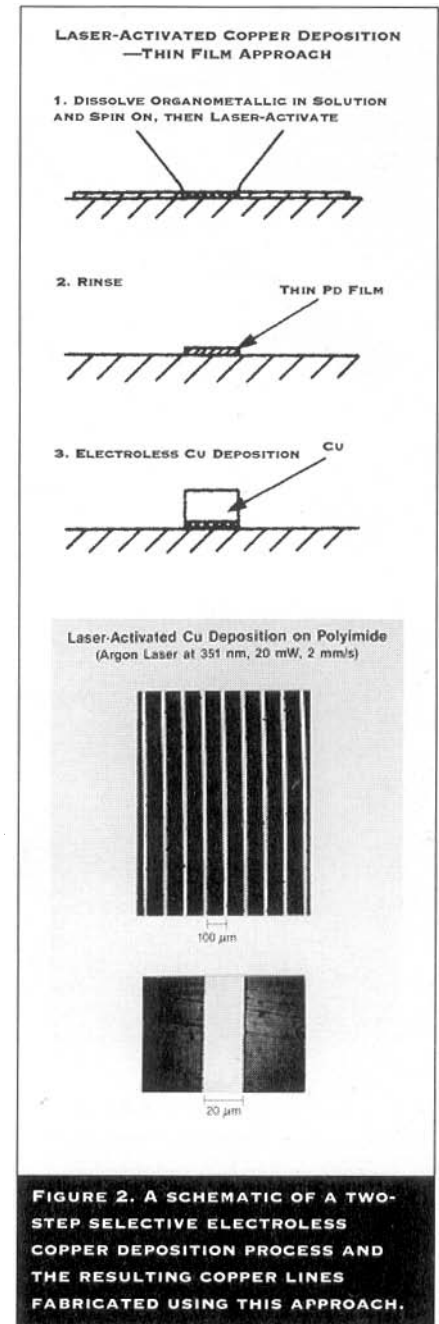 LASER-ACTIVATED COPPER DEPOSITION
—THIN FILM APPROACH
1. DISSOLVE ORGANOMETALLIC IN SOLUTION
AND SPIN ON, THEN LASER-ACTIVATE
2. RINSE
THIN PD FILM
3. ELECTROLESS CU DEPOSITION
CU
Laser-Activated Cu Deposition on Polyimide
(Argon Laser at 351 nm, 20 mW, 2 mm/s)
100 μm
20 μm
FIGURE 2. A SCHEMATIC OF A TWO-
STEP SELECTIVE ELECTROLESS
COPPER DEPOSITION PROCESS AND
THE RESULTING COPPER LINES
FABRICATED USING THIS APPROACH.